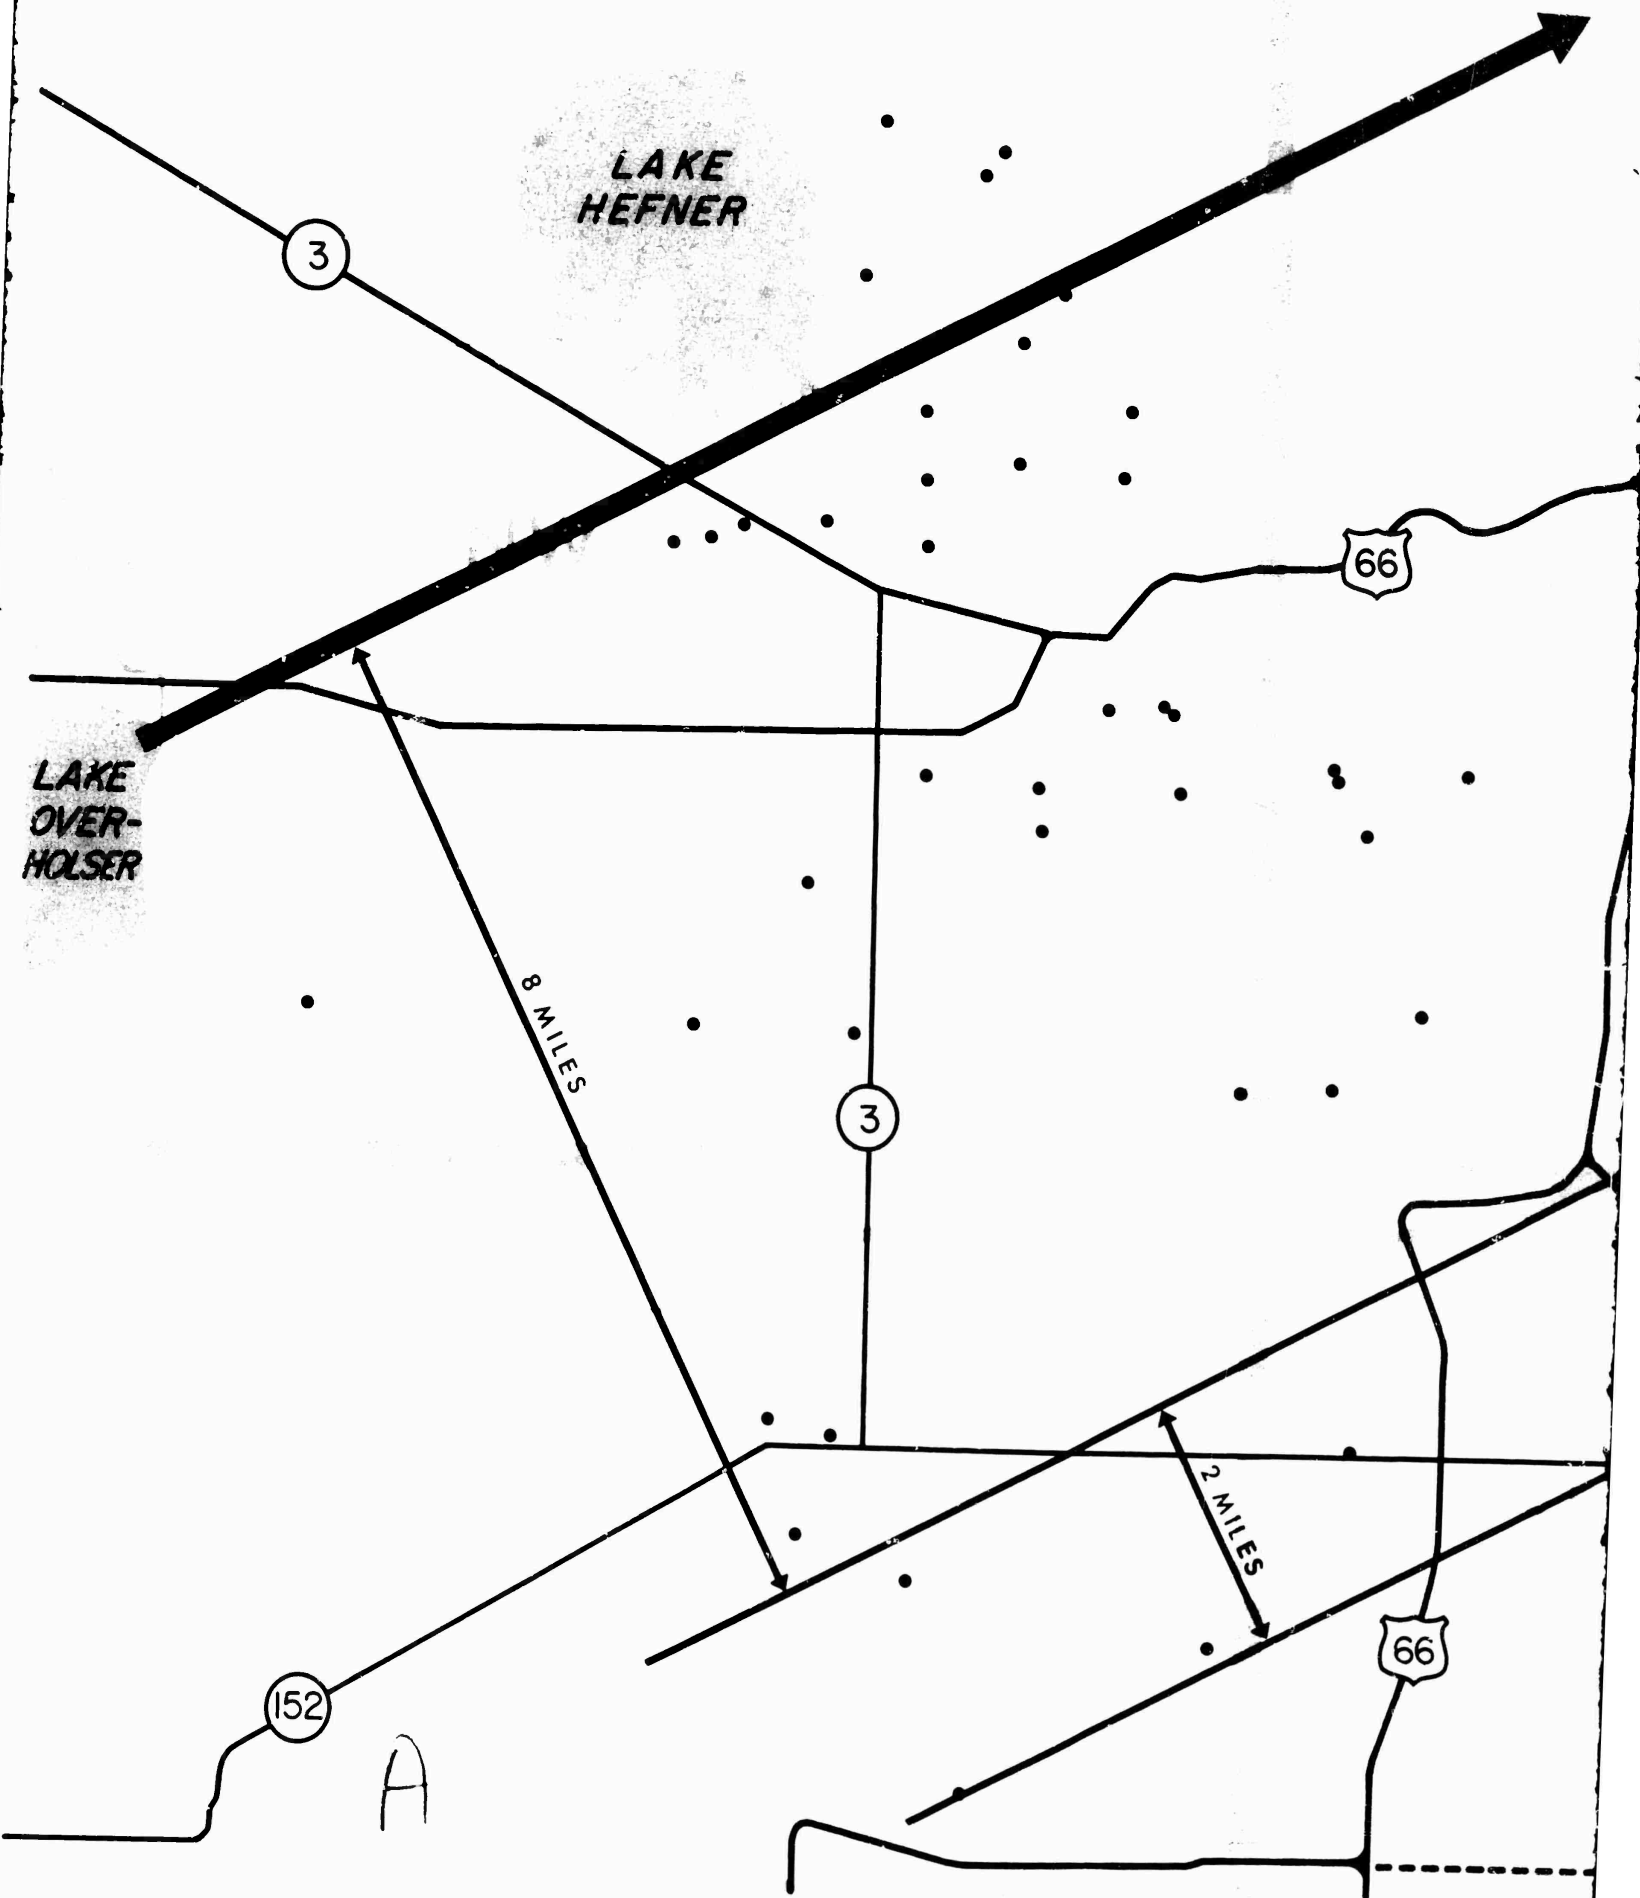 LAKE
HEFNER
3
66
LAKE
OVER-
HOLSER
8 MILES
3
2 MILES
66
152
A